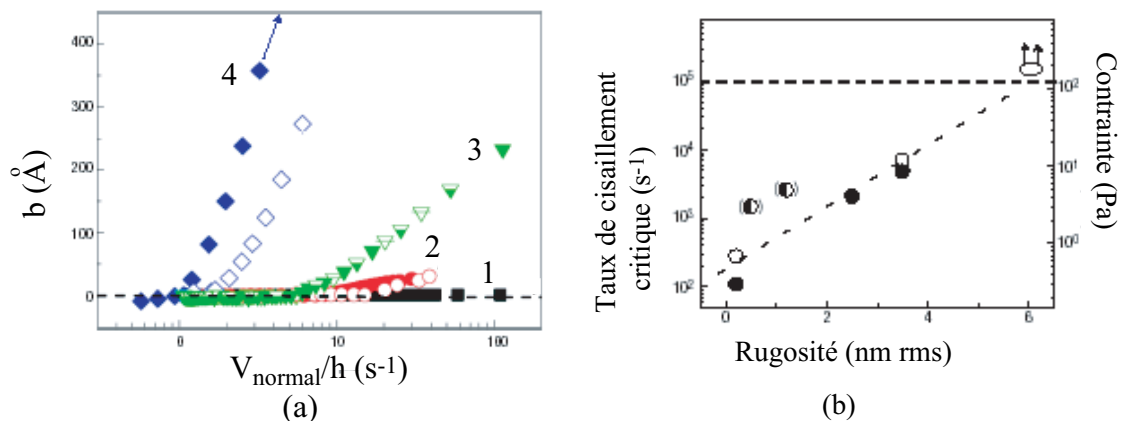 400
300
200
100
0
b (Å)
4
3
2
1
0
10
100
V_normal/h (s⁻¹)
(a)
Taux de cisaillement
critique (s⁻¹)
10⁵
10⁴
10³
10²
10²
10¹
10⁰
Contrainte (Pa)
0
2
4
6
Rugosité (nm rms)
(b)